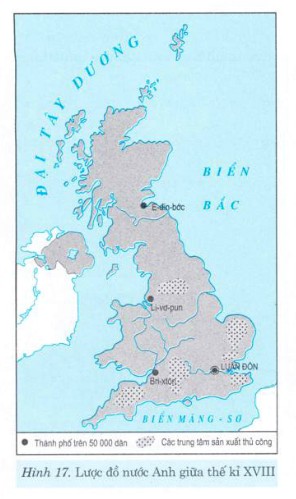 ĐẠI TÂY DƯƠNG
BIỂN
BẮC
Ê-đin-bớc
Li-vơ-pun
LUÂN ĐÔN
Bri-xtôn
BIỂN MĂNG - SƠ
Thành phố trên 50 000 dân
Các trung tâm sản xuất thủ công
Hình 17. Lược đồ nước Anh giữa thế kỉ XVIII